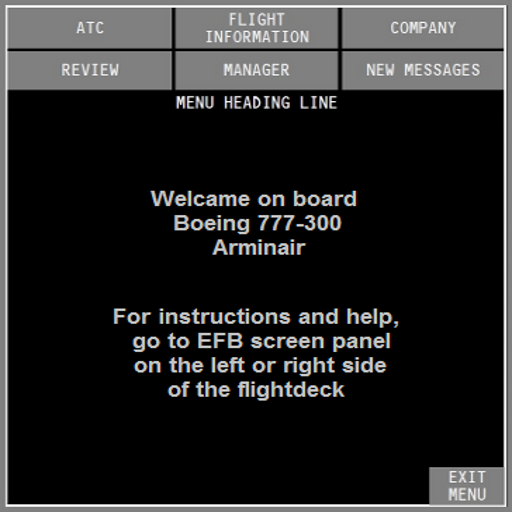 ATC
FLIGHT
INFORMATION
COMPANY
REVIEW
MANAGER
NEW MESSAGES
MENU HEADING LINE
Welcame on board
Boeing 777-300
Arminair
For instructions and help,
go to EFB screen panel
on the left or right side
of the flightdeck
EXIT
MENU